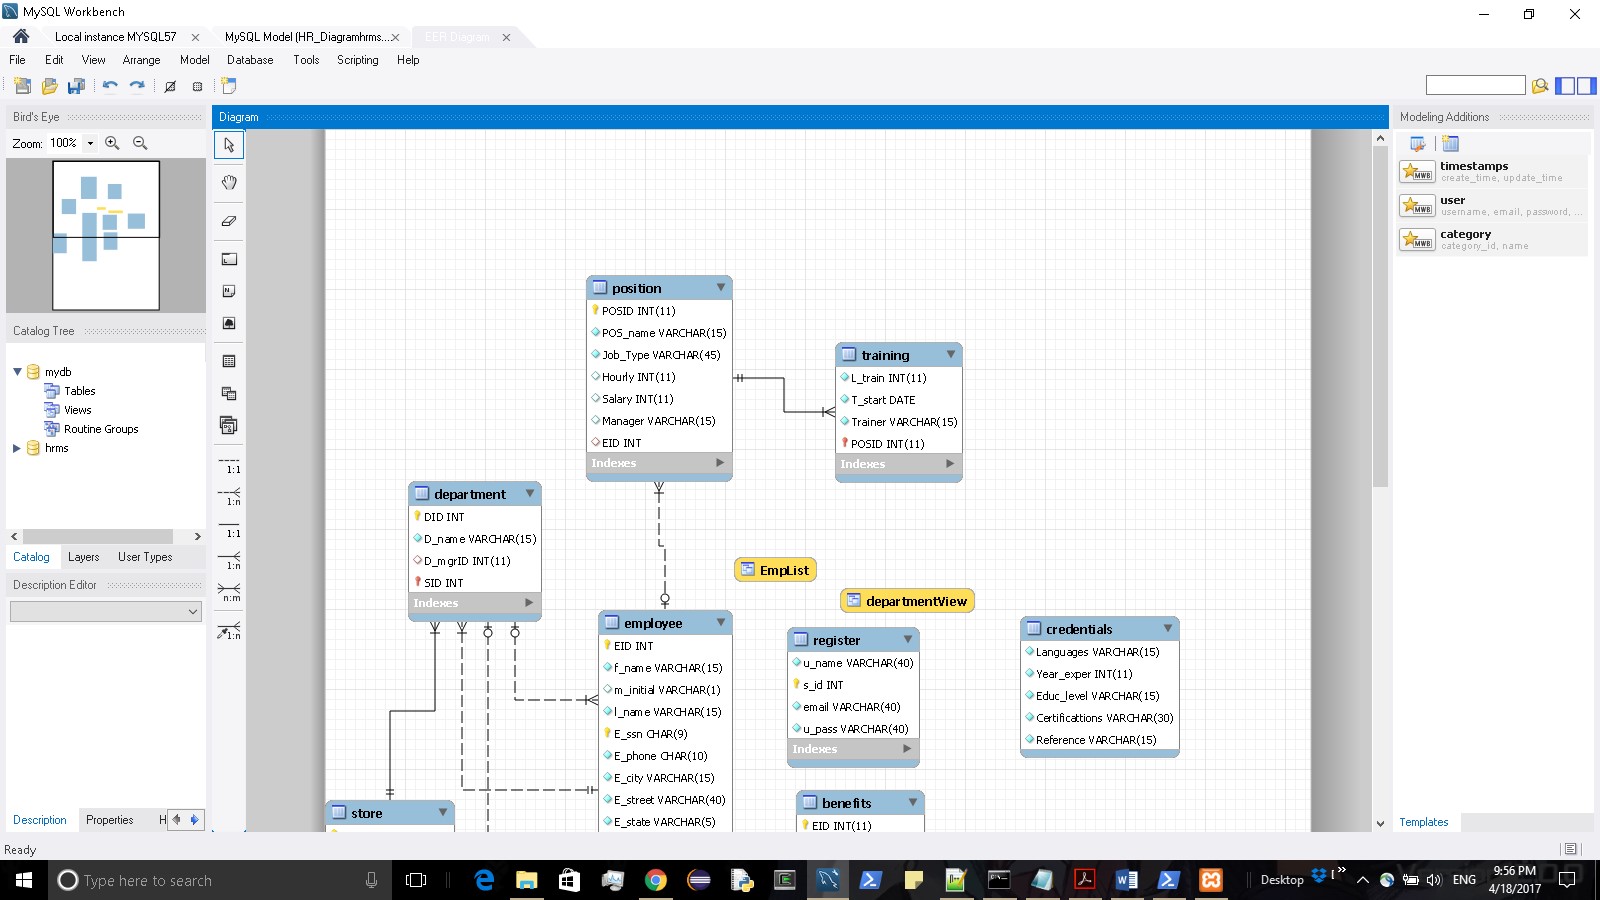 MySQL Workbench
Local instance MYSQL57
MySQL Model (HR_Diagramhrms...
EER Diagram
File Edit View Arrange Model Database Tools Scripting Help
Bird's Eye
Zoom: 100%
Catalog Tree
mydb
Tables
Views
Routine Groups
hrms
Catalog Layers User Types
Description Editor
Description Properties H
1:1
1:n
1:1
1:n
n:m
1:n
Diagram
position
POSID INT(11)
POS_name VARCHAR(15)
Job_Type VARCHAR(45)
Hourly INT(11)
Salary INT(11)
Manager VARCHAR(15)
EID INT
Indexes
training
L_train INT(11)
T_start DATE
Trainer VARCHAR(15)
POSID INT(11)
Indexes
department
DID INT
D_name VARCHAR(15)
D_mgrID INT(11)
SID INT
Indexes
EmpList
departmentView
employee
EID INT
f_name VARCHAR(15)
m_initial VARCHAR(1)
l_name VARCHAR(15)
E_ssn CHAR(9)
E_phone CHAR(10)
E_city VARCHAR(15)
E_street VARCHAR(40)
E_state VARCHAR(5)
register
u_name VARCHAR(40)
s_id INT
email VARCHAR(40)
u_pass VARCHAR(40)
Indexes
credentials
Languages VARCHAR(15)
Year_exper INT(11)
Educ_level VARCHAR(15)
Certifications VARCHAR(30)
Reference VARCHAR(15)
store
benefits
EID INT(11)
Modeling Additions
timestamps
create_time, update_time
user
username, email, password, ...
category
category_id, name
Templates
Ready
Type here to search
Desktop
ENG
9:56 PM
4/18/2017